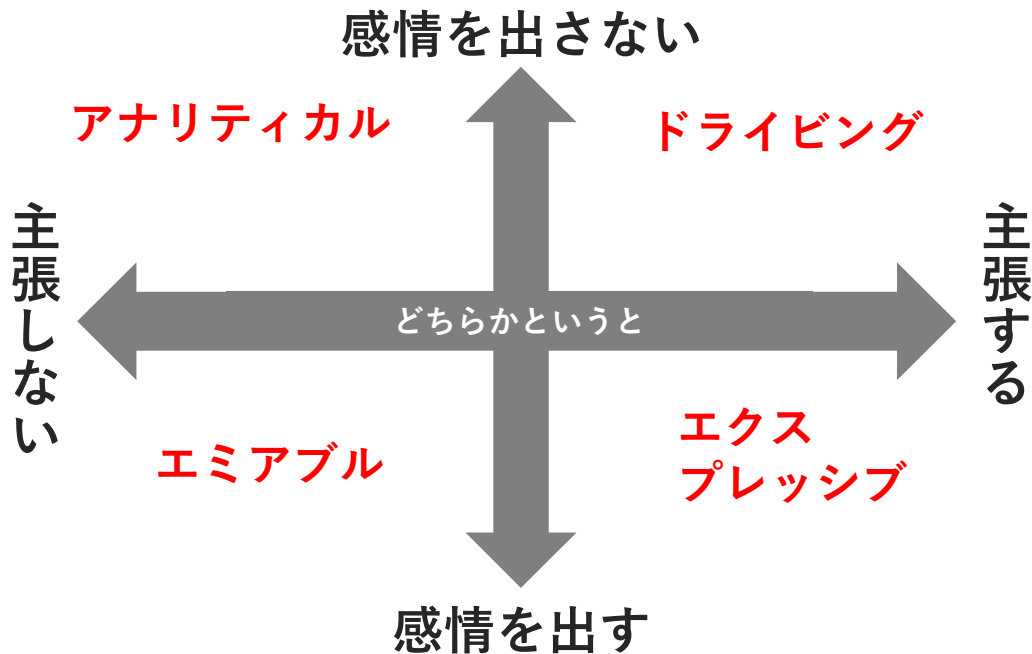 感情を出さない
アナリティカル
ドライビング
主張しない
どちらかというと
主張する
エミアブル
エクス
プレッシブ
感情を出す